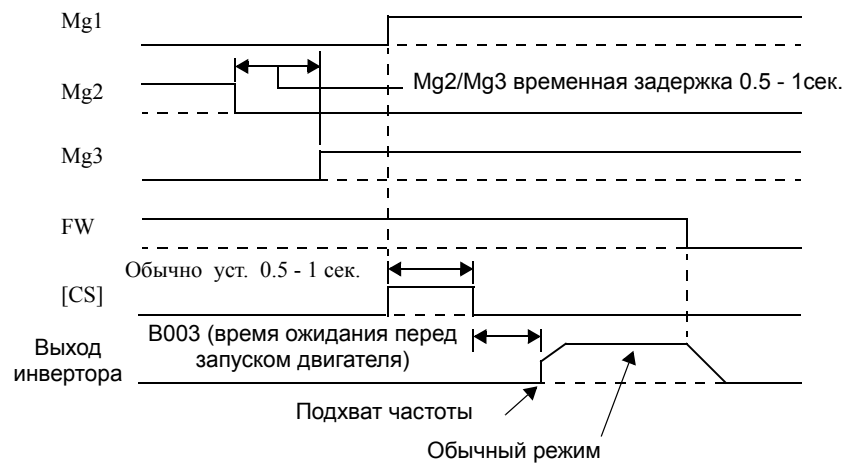 Mg1
Mg2
Mg2/Mg3 временная задержка 0.5 - 1сек.
Mg3
FW
Обычно уст. 0.5 - 1 сек.
[CS]
B003 (время ожидания перед
запуском двигателя)
Выход
инвертора
Подхват частоты
Обычный режим